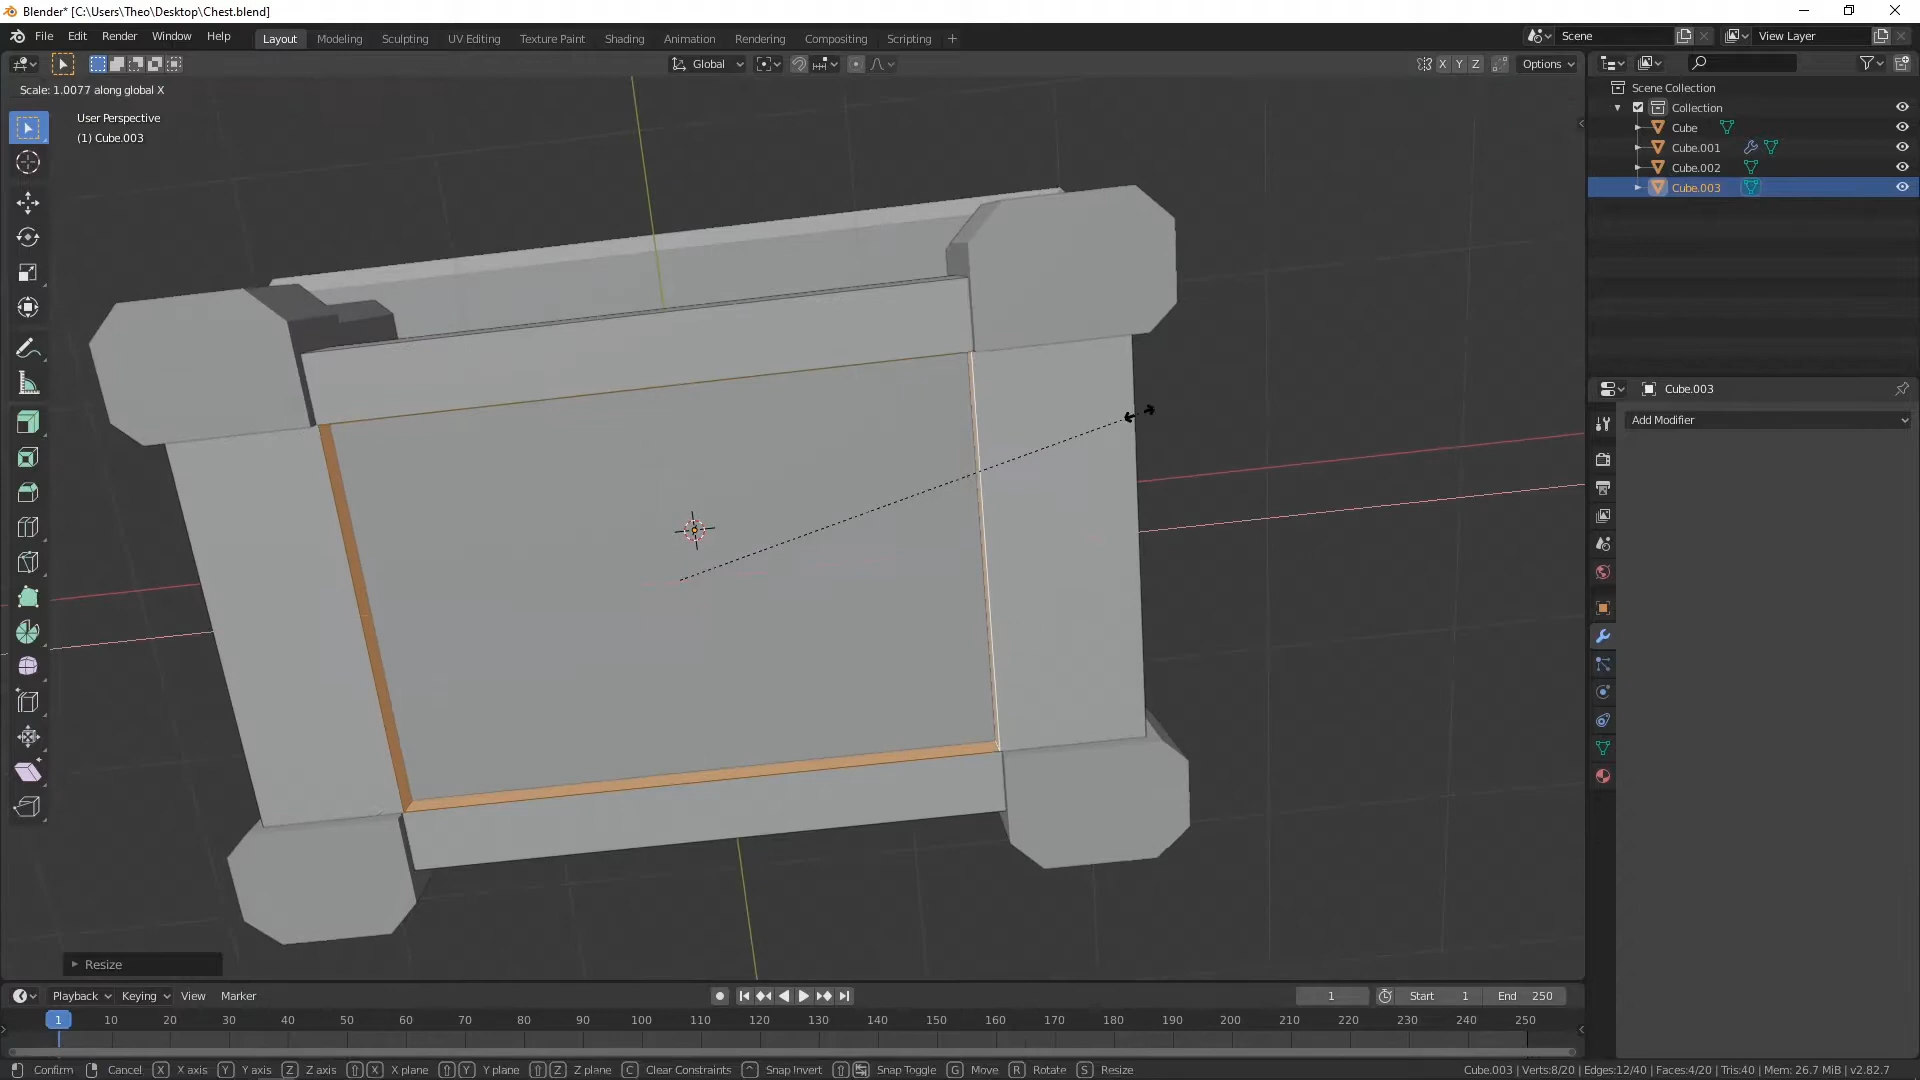 Blender* [C:\Users\Theo\Desktop\Chest.blend]
File Edit Render Window Help Layout Modeling Sculpting UV Editing Texture Paint Shading Animation Rendering Compositing Scripting + Scene View Layer
Global X Y Z Options
Scale: 1.0077 along global X
User Perspective
(1) Cube.003
Scene Collection
Collection
Cube
Cube.001
Cube.002
Cube.003
Cube.003
Add Modifier
Resize
Playback Keying View Marker 1 Start 1 End 250
1 10 20 30 40 50 60 70 80 90 100 110 120 130 140 150 160 170 180 190 200 210 220 230 240 250
Confirm Cancel X X axis Y Y axis Z Z axis X X plane Y Y plane Z Z plane C Clear Constraints Snap Invert Snap Toggle G Move R Rotate S Resize Cube.003 | Verts:8/20 | Edges:12/40 | Faces:4/20 | Tris:40 | Mem: 26.7 MiB | v2.82.7